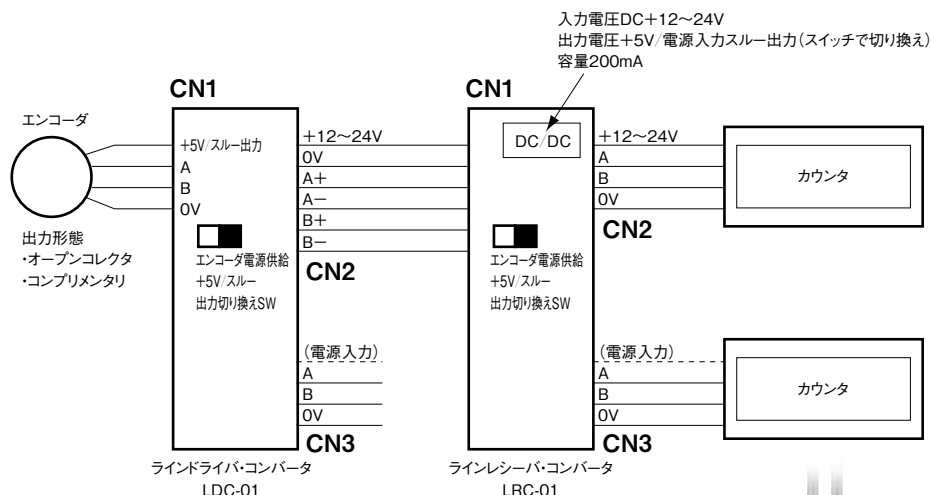 入力電圧DC＋12〜24V
出力電圧＋5V/電源入力スルー出力(スイッチで切り換え)
容量200mA
CN1
CN1
エンコーダ
＋5V/スルー出力
A
B
0V
＋12〜24V
0V
A＋
A−
B＋
B−
CN2
DC/DC
＋12〜24V
A
B
0V
CN2
カウンタ
出力形態
・オープンコレクタ
・コンプリメンタリ
エンコーダ電源供給
＋5V/スルー
出力切り換えSW
エンコーダ電源供給
＋5V/スルー
出力切り換えSW
(電源入力)
A
B
0V
CN3
(電源入力)
A
B
0V
CN3
カウンタ
ラインドライバ・コンバータ
LDC-01
ラインレシーバ・コンバータ
LRC-01